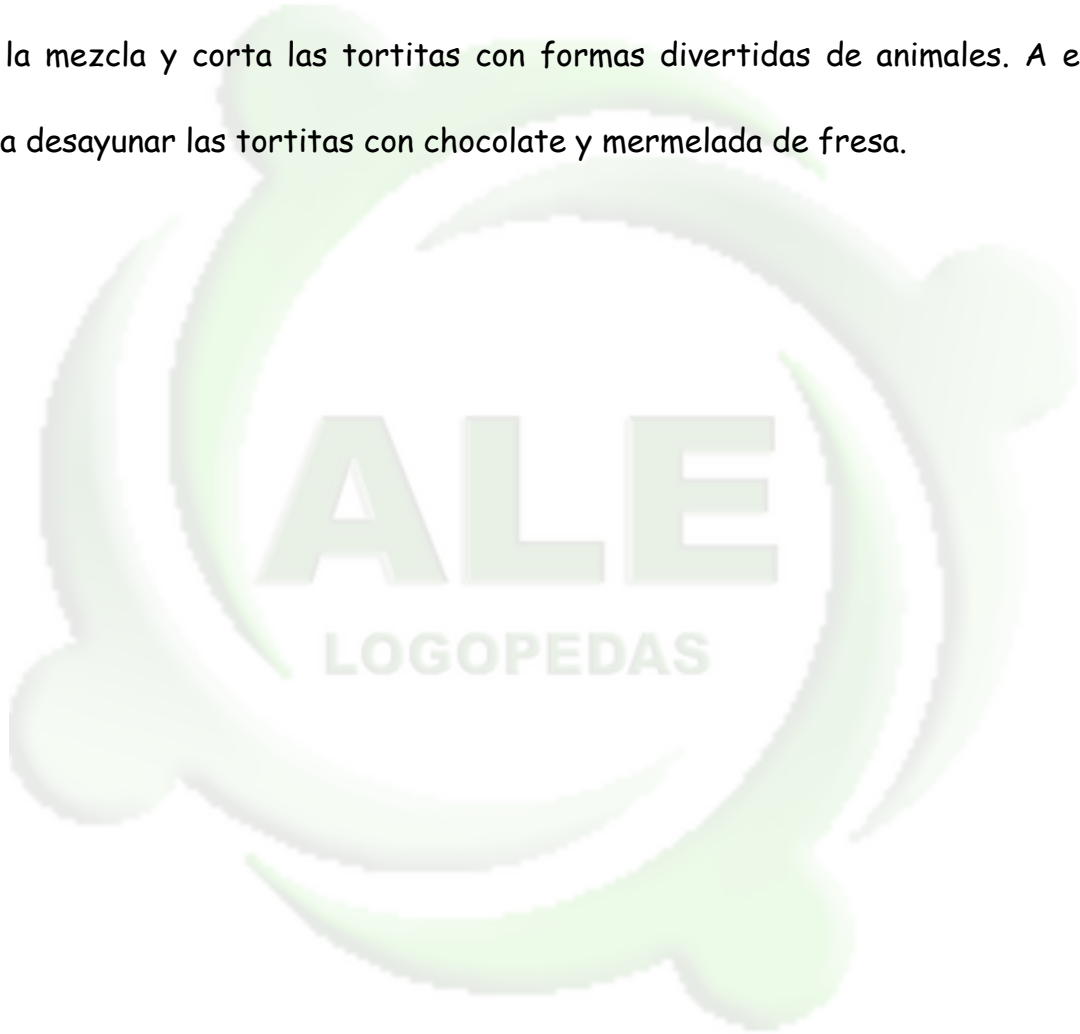 la mezcla y corta las tortitas con formas divertidas de animales. A e
a desayunar las tortitas con chocolate y mermelada de fresa.
ALE
LOGOPEDAS